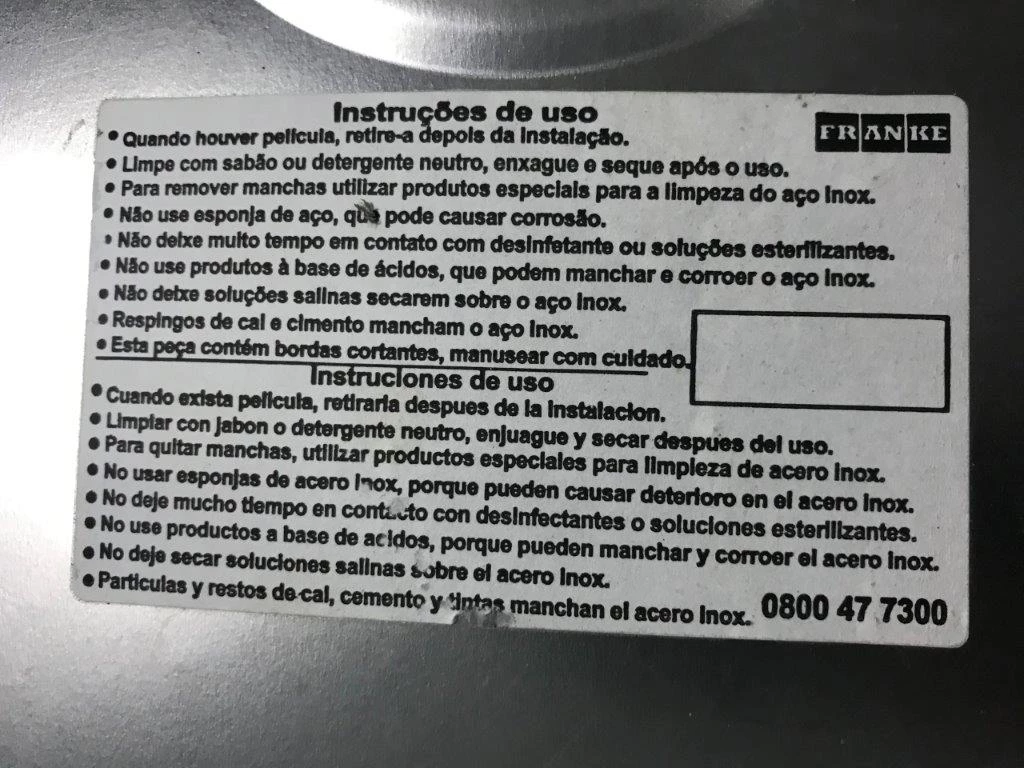 Instruções de uso
FRANKE
• Quando houver película, retire-a depois da instalação.
• Limpe com sabão ou detergente neutro, enxague e seque após o uso.
• Para remover manchas utilizar produtos especiais para a limpeza do aço inox.
• Não use esponja de aço, que pode causar corrosão.
• Não deixe muito tempo em contato com desinfetante ou soluções esterilizantes.
• Não use produtos à base de ácidos, que podem manchar e corroer o aço inox.
• Não deixe soluções salinas secarem sobre o aço inox.
• Respingos de cal e cimento mancham o aço inox.
• Esta peça contém bordas cortantes, manusear com cuidado.
Instruciones de uso
• Cuando exista pelicula, retirarla despues de la instalacion.
• Limpiar con jabon o detergente neutro, enjuague y secar despues del uso.
• Para quitar manchas, utilizar productos especiales para limpieza de acero inox.
• No usar esponjas de acero inox, porque pueden causar deterioro en el acero inox.
• No deje mucho tiempo en contacto con desinfectantes o soluciones esterilizantes.
• No use productos a base de acidos, porque pueden manchar y corroer el acero inox.
• No deje secar soluciones salinas sobre el acero inox.
• Particulas y restos de cal, cemento y tintas manchan el acero inox. 0800 47 7300